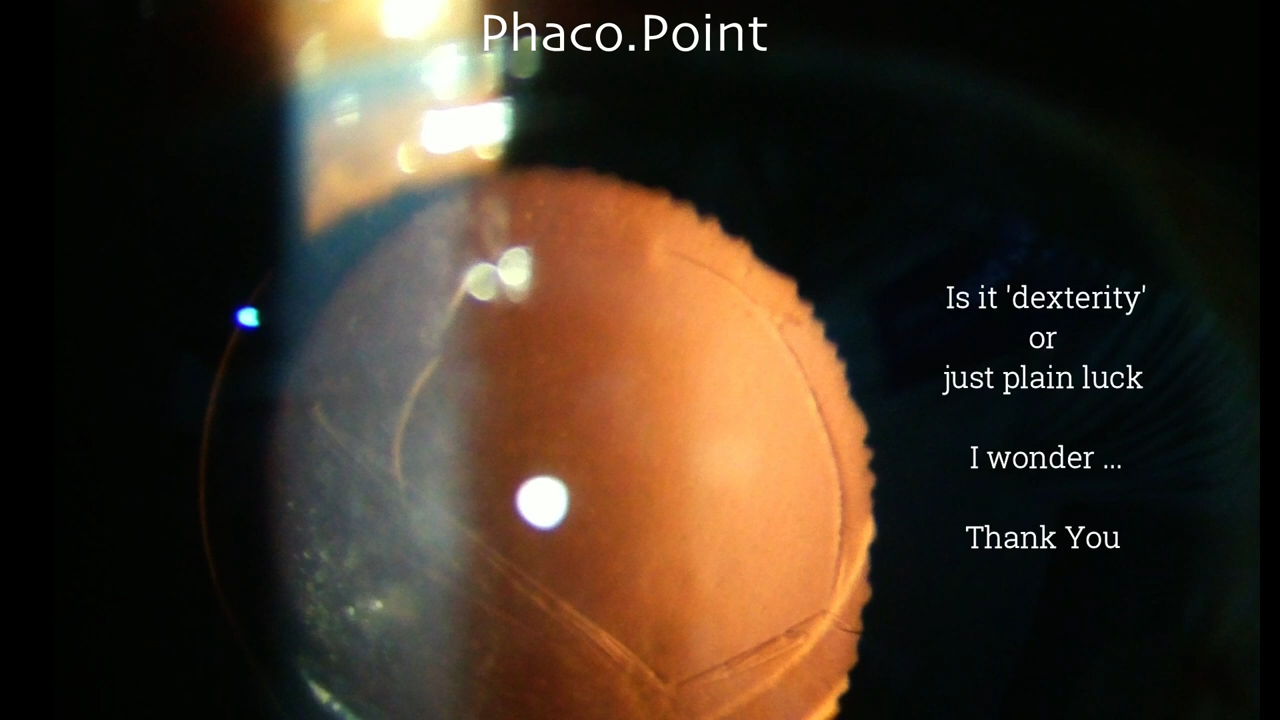 Phaco.Point
Is it 'dexterity'
or
just plain luck
I wonder ...
Thank You